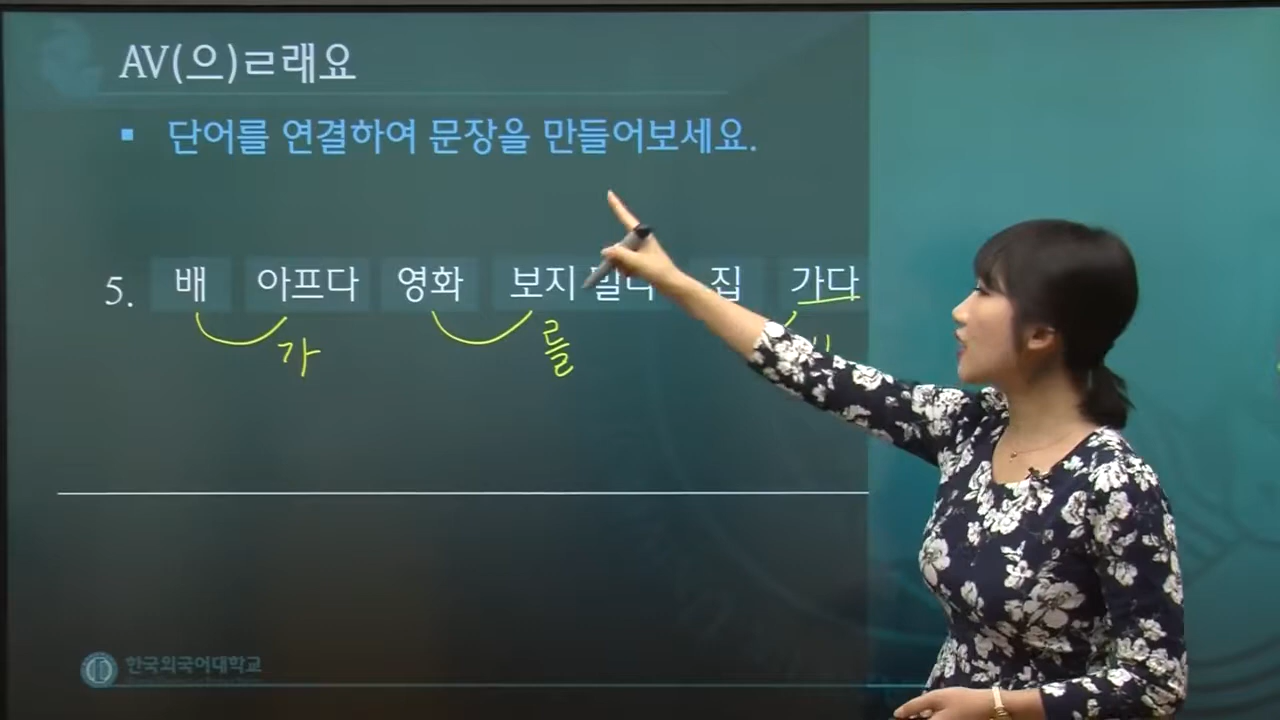 AV(으)ㄹ래요
▪ 단어를 연결하여 문장을 만들어보세요.
5. 배 아프다 영화 보지 말다 집 가다
가 를
한국외국어대학교